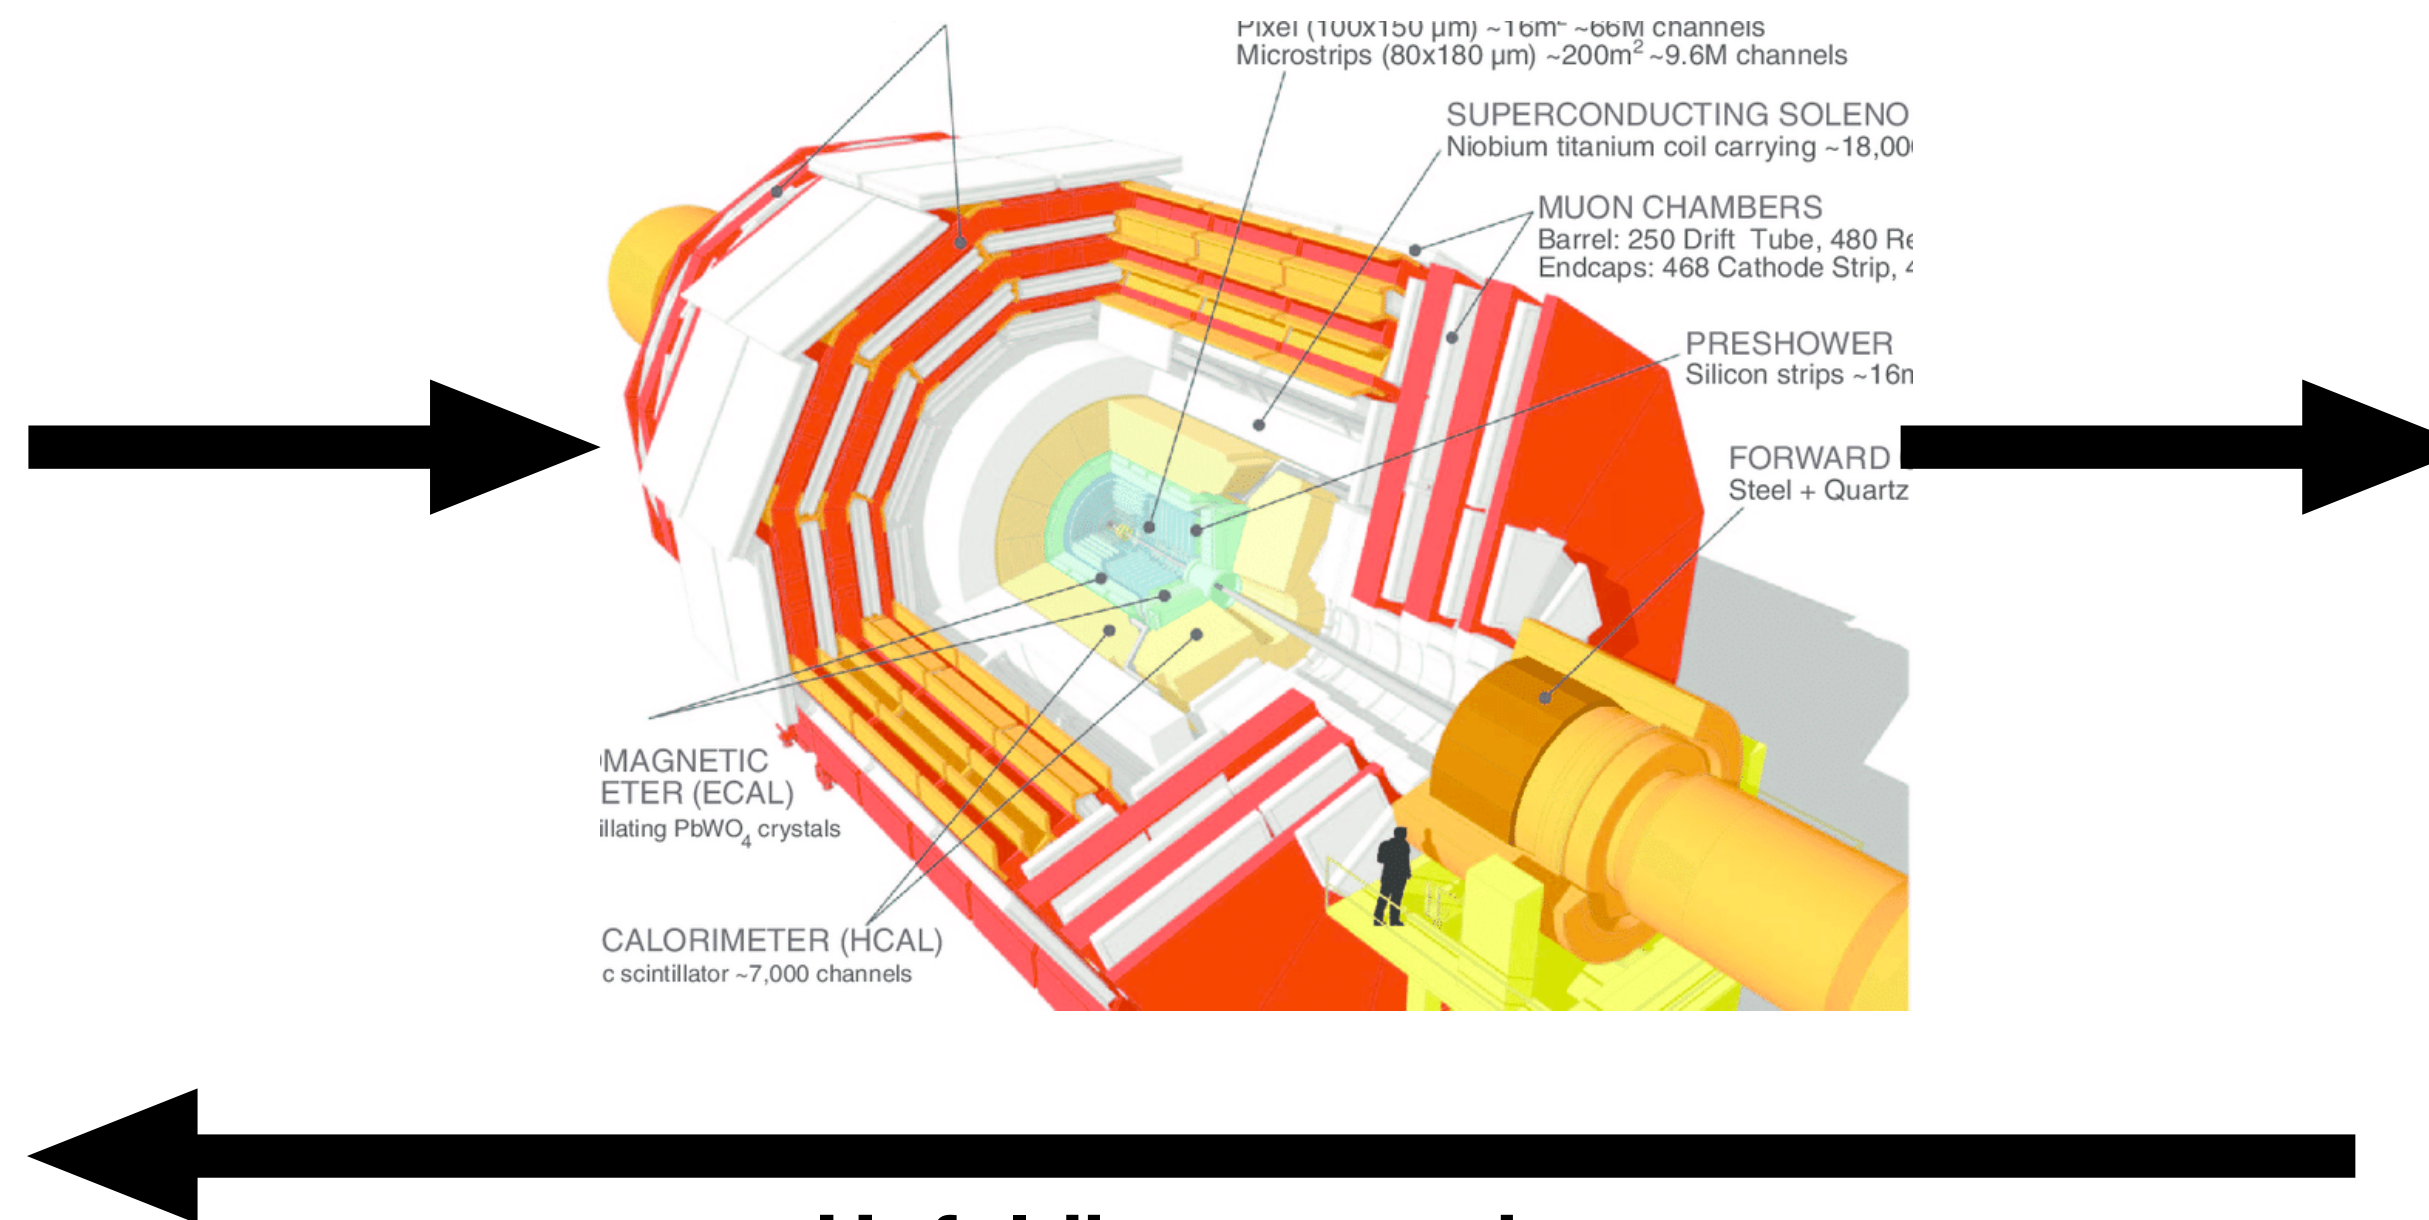 Pixel (100x150 μm) ~16m² ~66M channels
Microstrips (80x180 μm) ~200m² ~9.6M channels
SUPERCONDUCTING SOLENO
Niobium titanium coil carrying ~18,00
MUON CHAMBERS
Barrel: 250 Drift Tube, 480 Re
Endcaps: 468 Cathode Strip, 4
PRESHOWER
Silicon strips ~16m
FORWARD
Steel + Quartz
MAGNETIC
ETER (ECAL)
illating PbWO₄ crystals
CALORIMETER (HCAL)
c scintillator ~7,000 channels